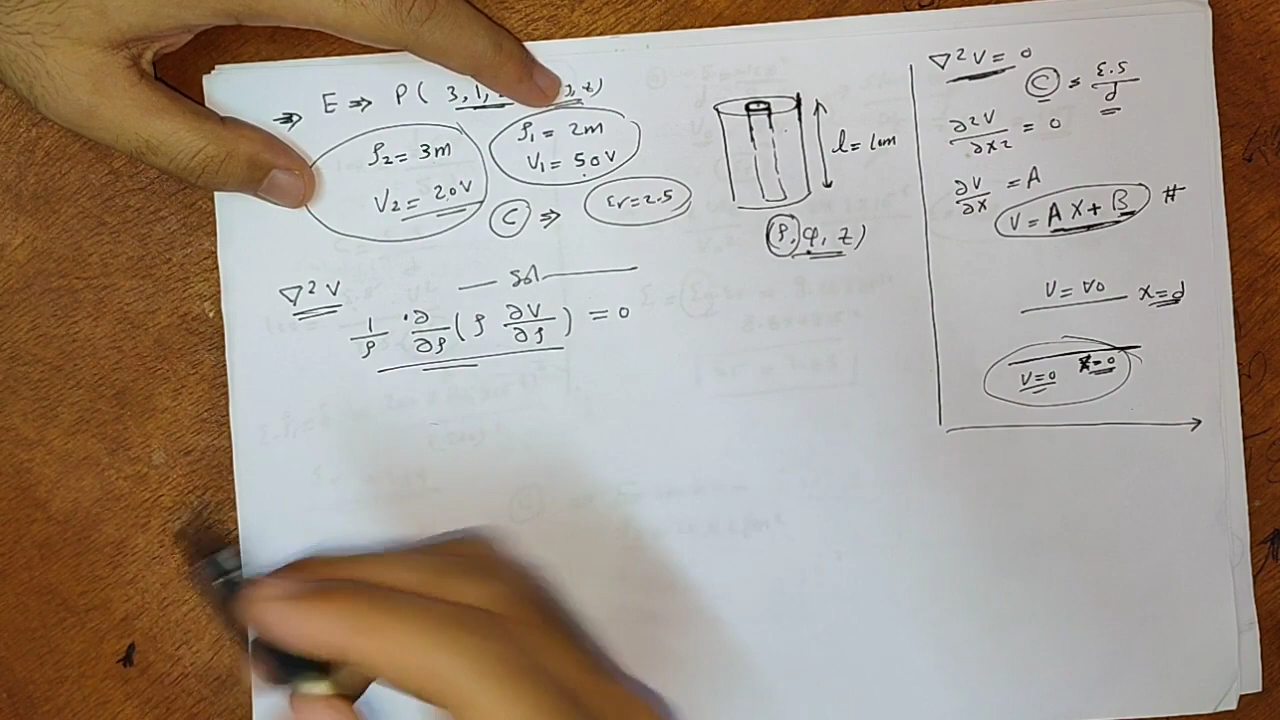 ⇒ E ⇒ P ( 3, 1, , z)
ρ₂ = 3m
V₂ = 20V
ρ₁ = 2m
V₁ = 50V
C ⇒ εr = 2.5
l = 1cm
(ρ, φ, z)
∇²V
Sol
1/ρ ∂/∂ρ (ρ ∂V/∂ρ) = 0
∇²V = 0
C = ε.S/d
∂²V/∂x² = 0
∂V/∂x = A
V = AX + B #
V = V0 X = d
V = 0 X = 0